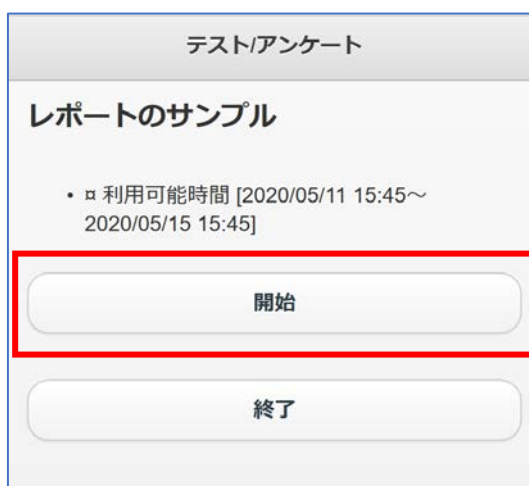 テスト/アンケート
レポートのサンプル
• ¤ 利用可能時間 [2020/05/11 15:45～
2020/05/15 15:45]
開始
終了